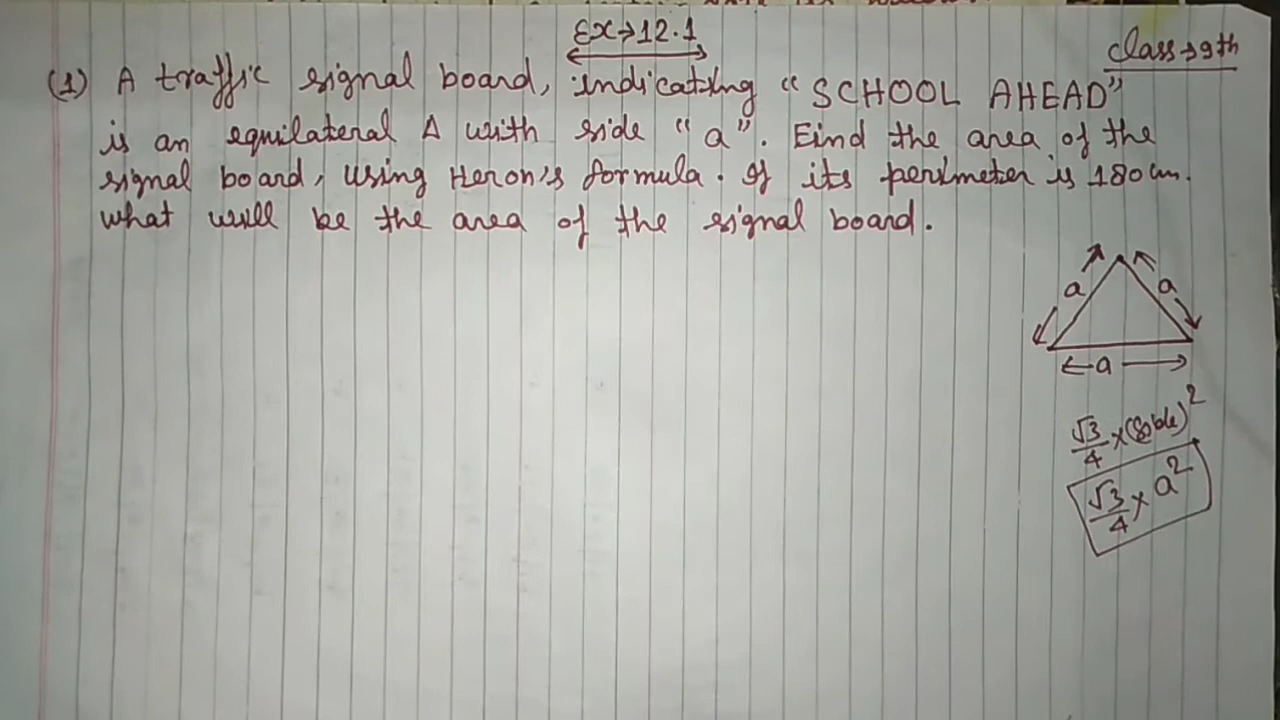 Ex→12.1
Class→9th
(1) A traffic signal board, indicating "SCHOOL AHEAD"
is an equilateral Δ with side "a". Find the area of the
signal board, using Heron's formula. If its perimeter is 180cm.
what will be the area of the signal board.
a a
a
√3/4 × (Side)²
√3/4 × a²